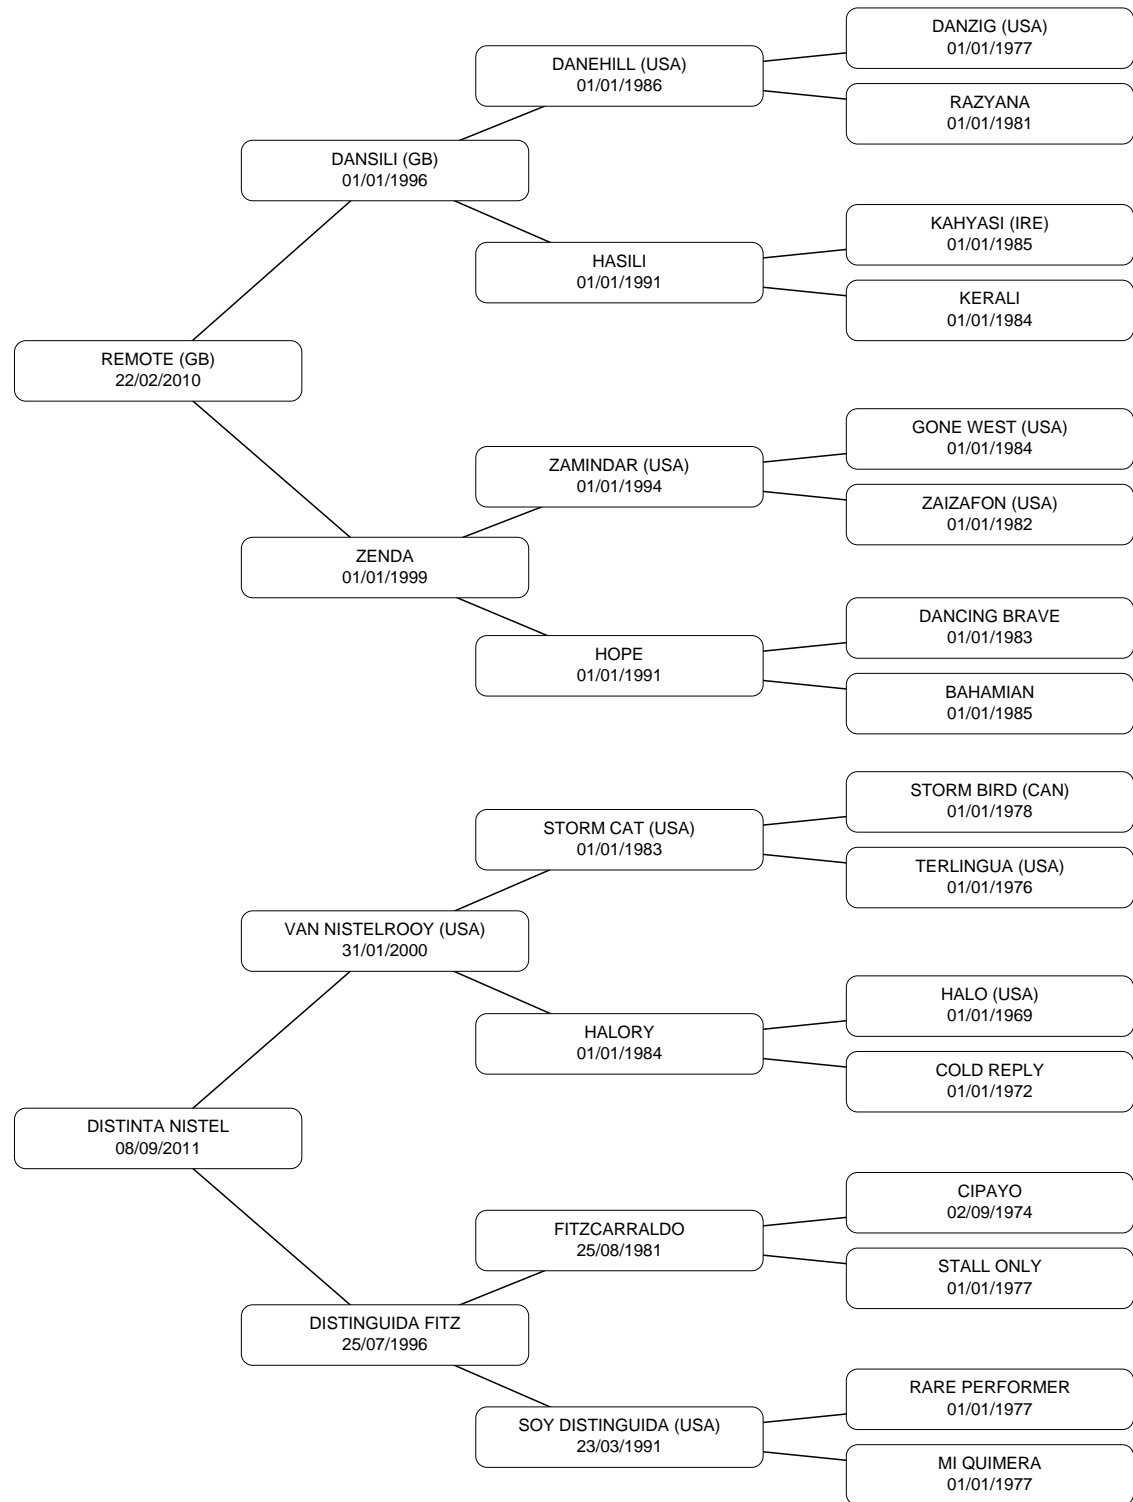 DANZIG (USA)
01/01/1977
DANEHILL (USA)
01/01/1986
RAZYANA
01/01/1981
DANSILI (GB)
01/01/1996
KAHYASI (IRE)
01/01/1985
HASILI
01/01/1991
KERALI
01/01/1984
REMOTE (GB)
22/02/2010
GONE WEST (USA)
01/01/1984
ZAMINDAR (USA)
01/01/1994
ZAIZAFON (USA)
01/01/1982
ZENDA
01/01/1999
DANCING BRAVE
01/01/1983
HOPE
01/01/1991
BAHAMIAN
01/01/1985
STORM BIRD (CAN)
01/01/1978
STORM CAT (USA)
01/01/1983
TERLINGUA (USA)
01/01/1976
VAN NISTELROOY (USA)
31/01/2000
HALO (USA)
01/01/1969
HALORY
01/01/1984
COLD REPLY
01/01/1972
DISTINTA NISTEL
08/09/2011
CIPAYO
02/09/1974
FITZCARRALDO
25/08/1981
STALL ONLY
01/01/1977
DISTINGUIDA FITZ
25/07/1996
RARE PERFORMER
01/01/1977
SOY DISTINGUIDA (USA)
23/03/1991
MI QUIMERA
01/01/1977